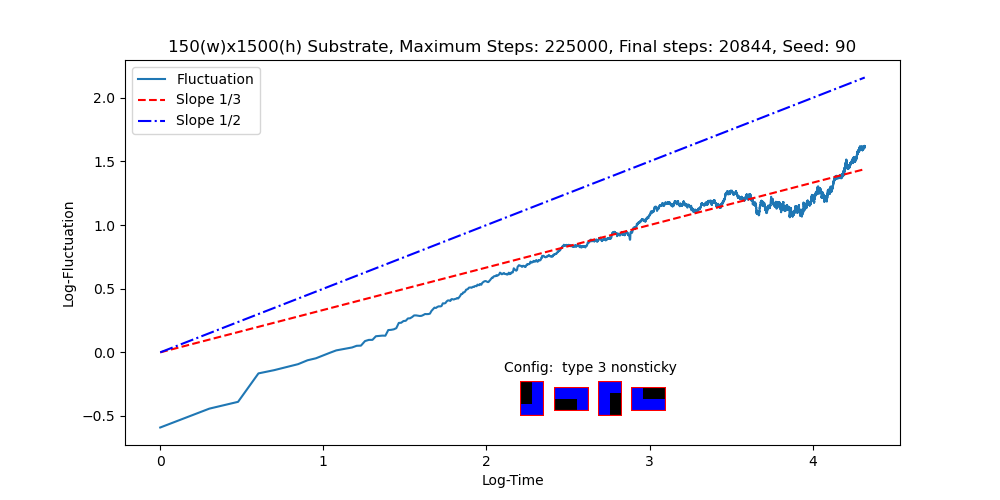 150(w)x1500(h) Substrate, Maximum Steps: 225000, Final steps: 20844, Seed: 90
Fluctuation
Slope 1/3
Slope 1/2
2.0
1.5
1.0
0.5
0.0
−0.5
Log-Fluctuation
Config:  type 3 nonsticky
0 1 2 3 4
Log-Time